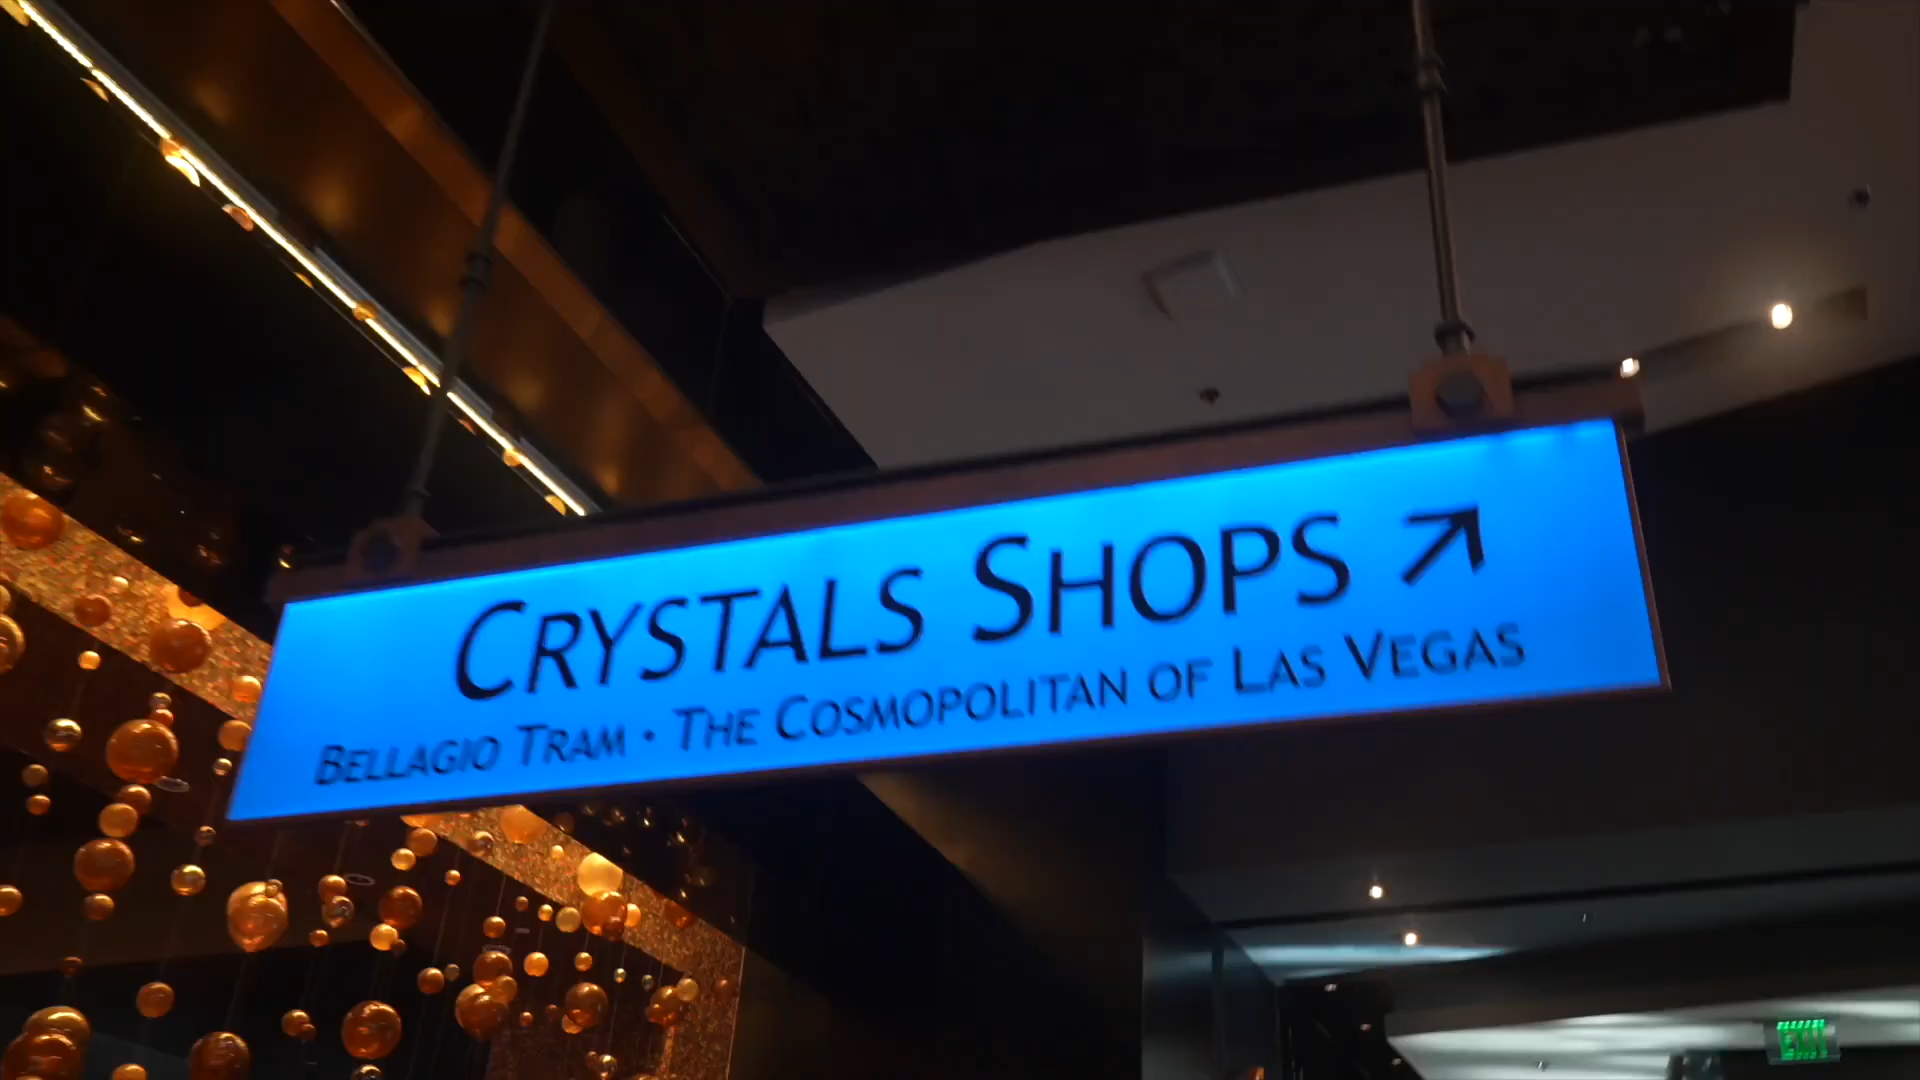 CRYSTALS SHOPS ↗
BELLAGIO TRAM • THE COSMOPOLITAN OF LAS VEGAS
EXIT